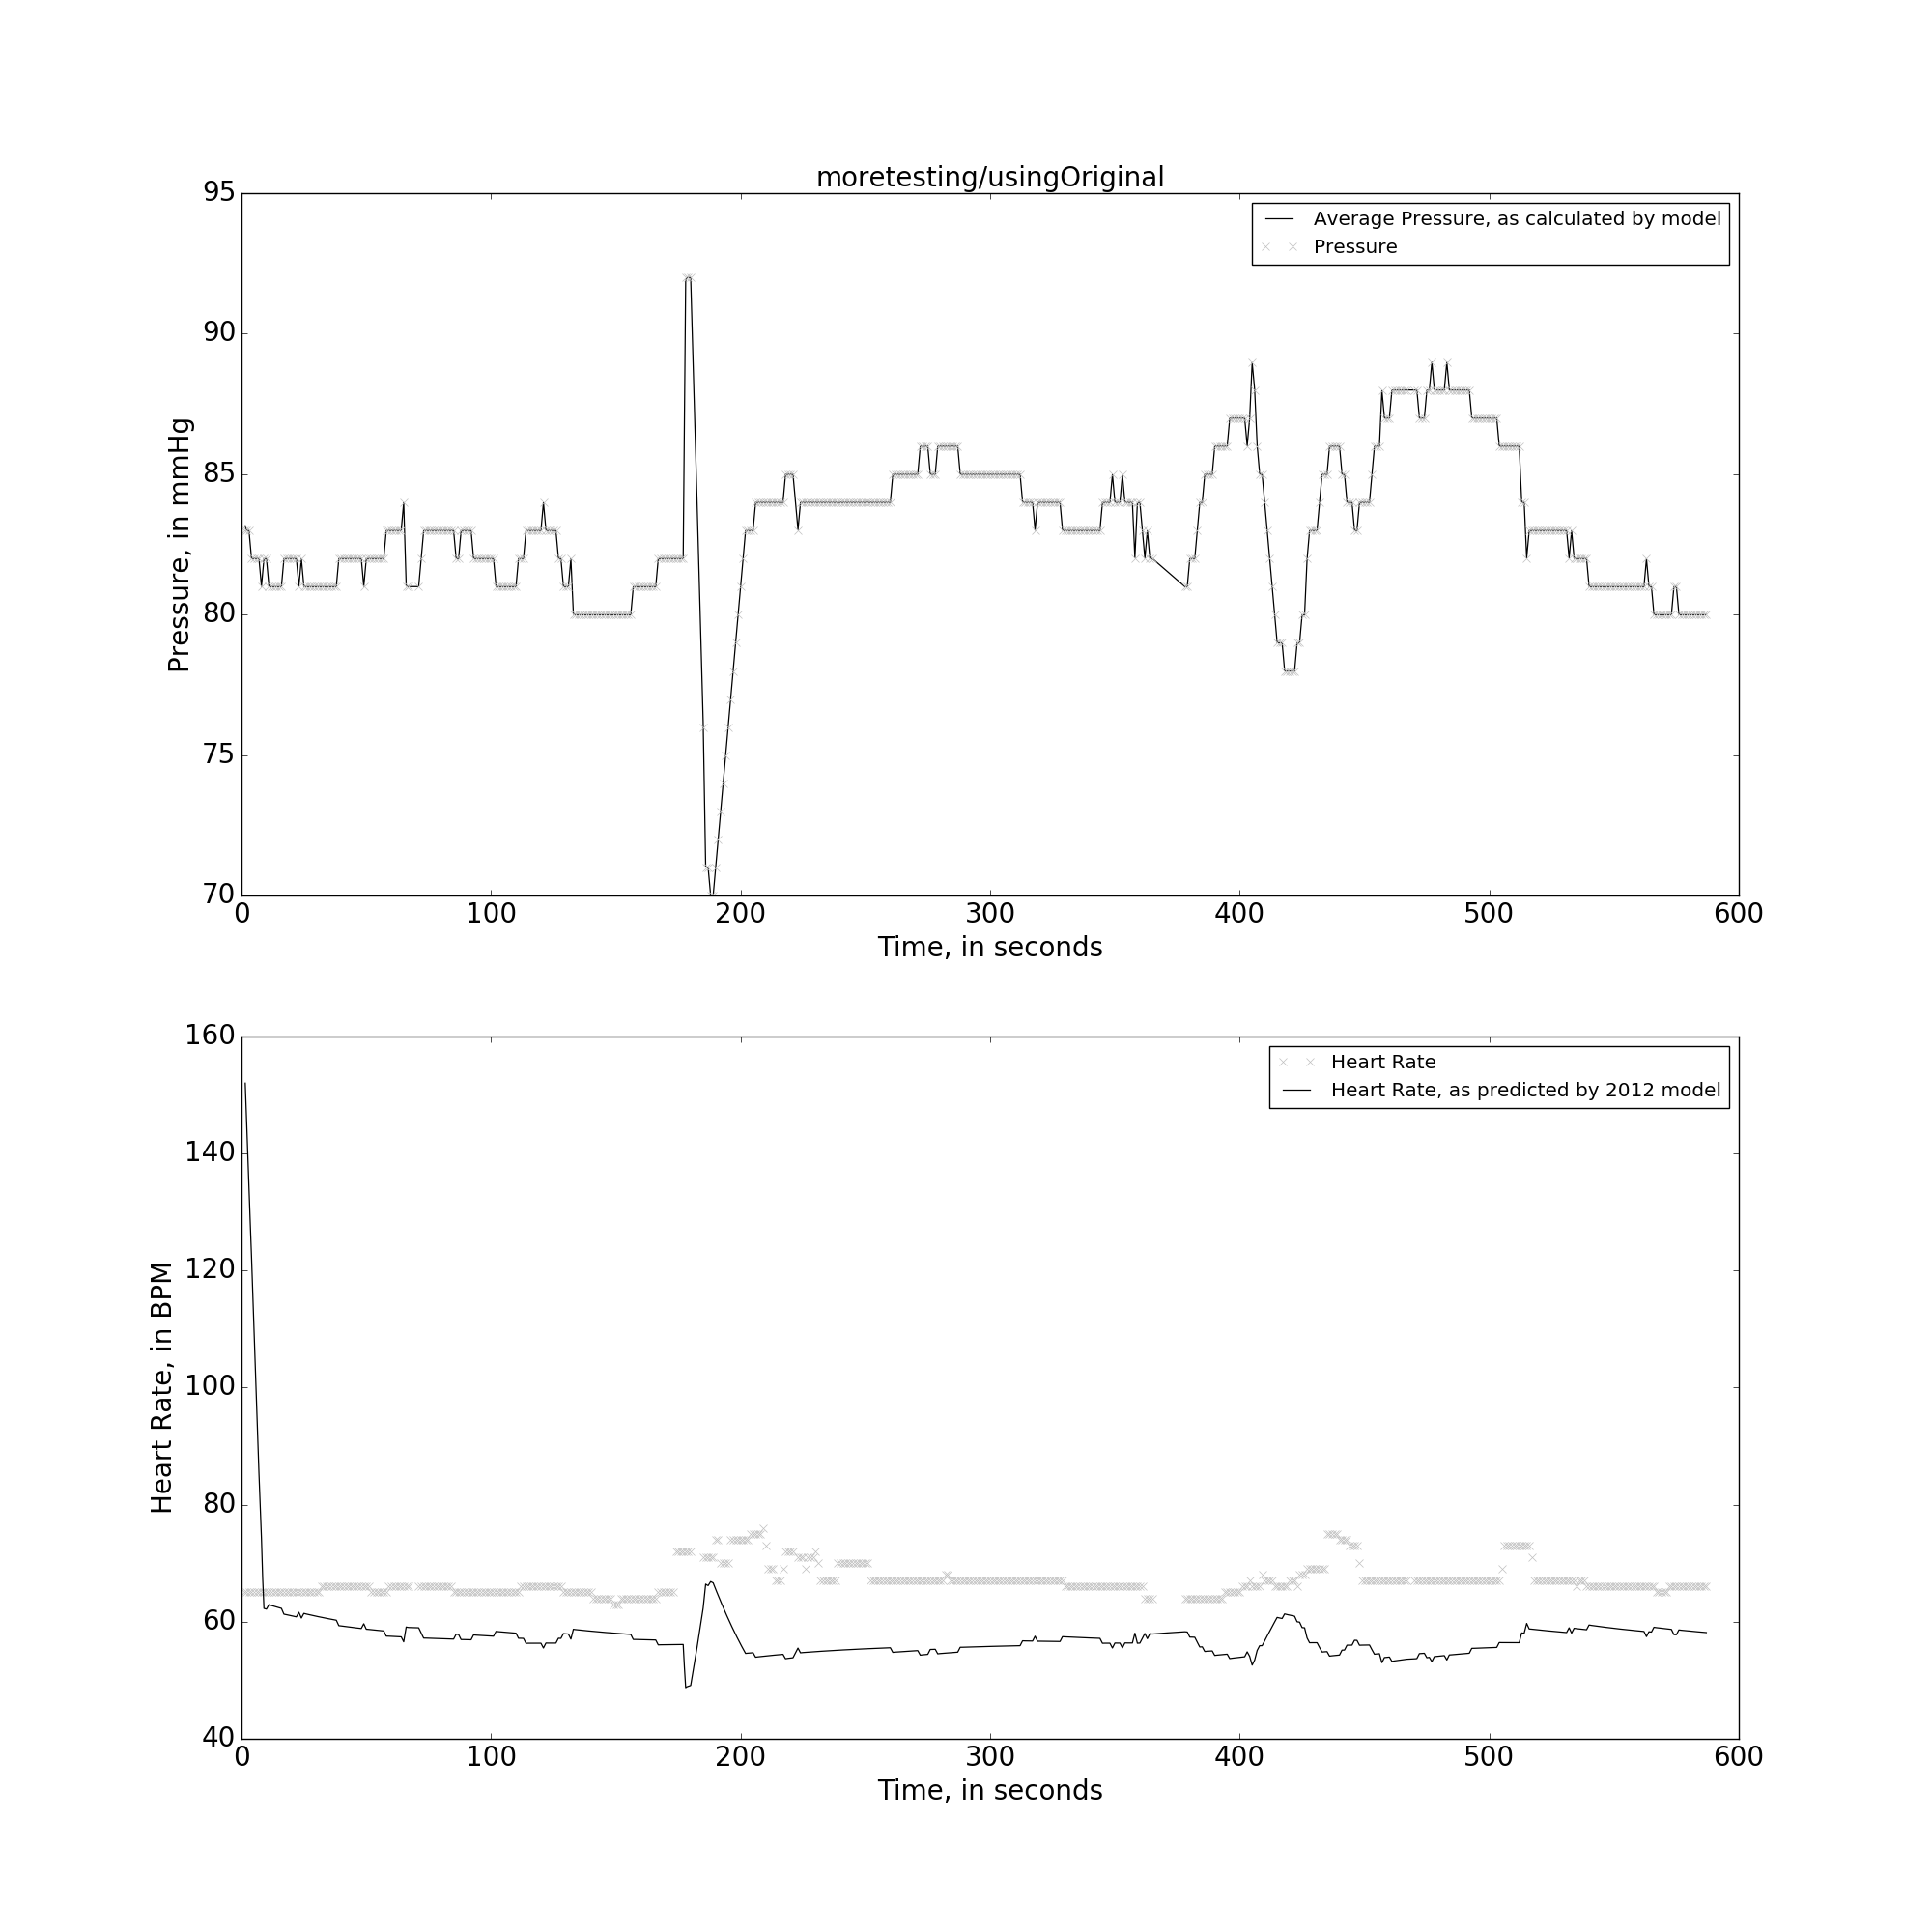 moretesting/usingOriginal
95
90
85
80
75
70
Pressure, in mmHg
Average Pressure, as calculated by model
Pressure
0 100 200 300 400 500 600
Time, in seconds
160
140
120
100
80
60
40
Heart Rate, in BPM
Heart Rate
Heart Rate, as predicted by 2012 model
0 100 200 300 400 500 600
Time, in seconds